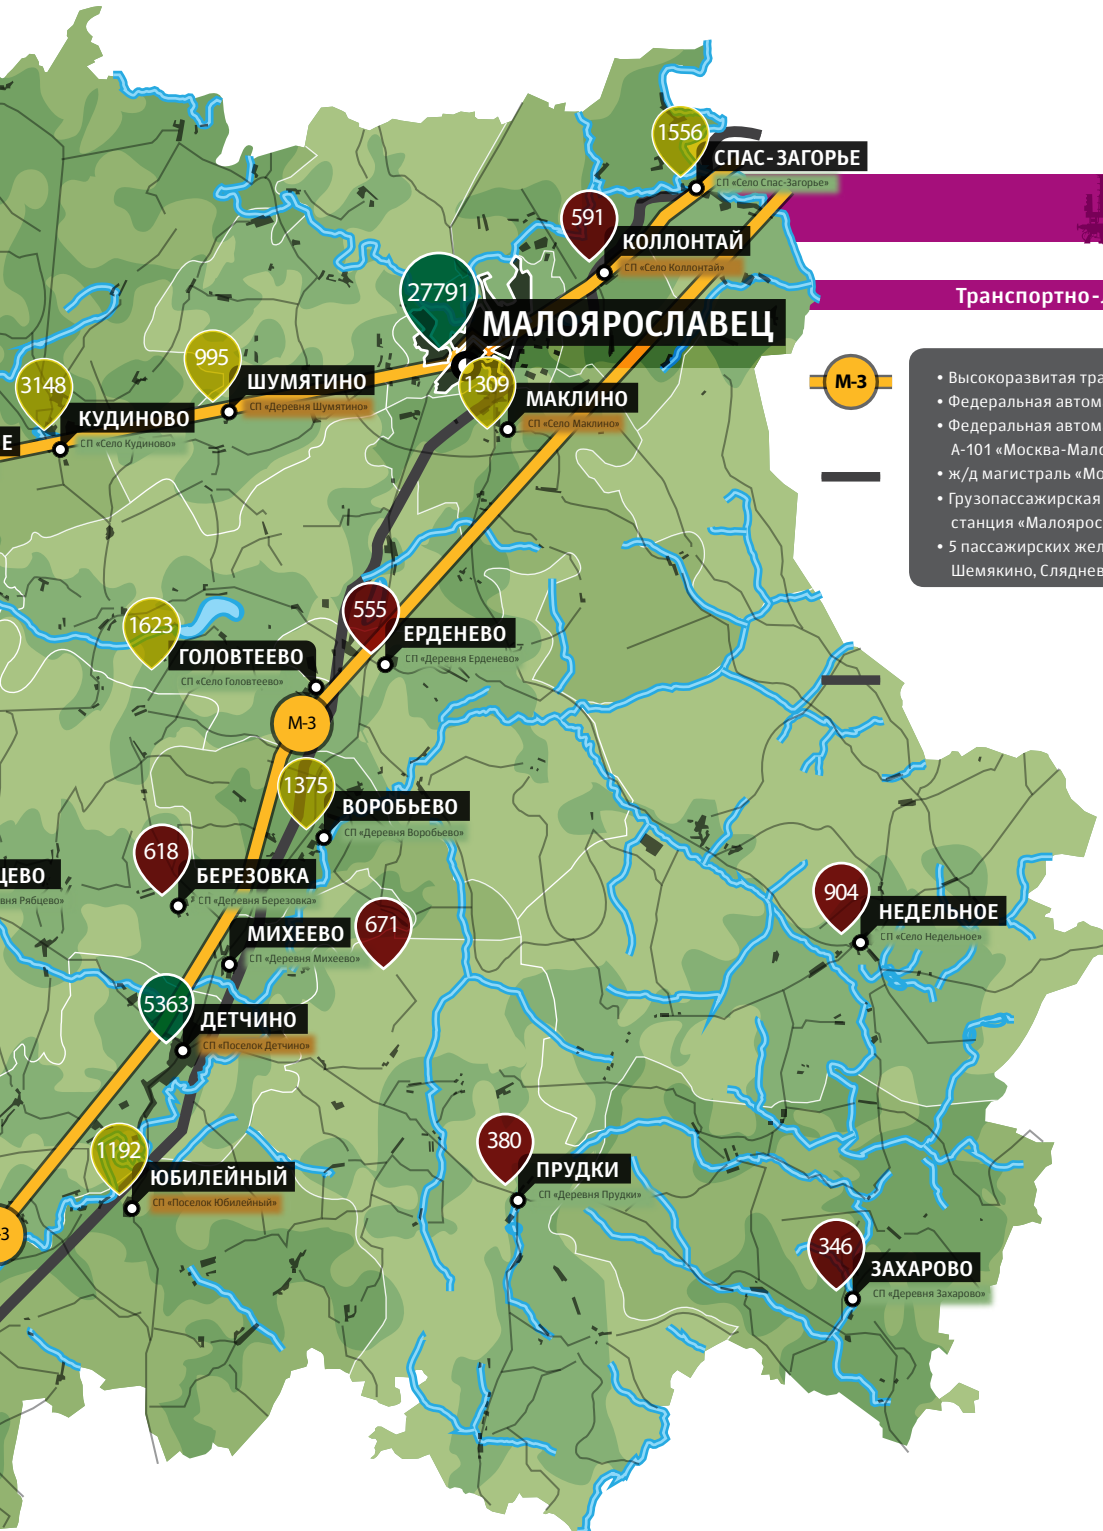 1556
СПАС-ЗАГОРЬЕ
СП «Село Спас-Загорье»
591
КОЛЛОНТАЙ
СП «Село Коллонтай»
27791
МАЛОЯРОСЛАВЕЦ
Транспортно-
995
ШУМЯТИНО
СП «Деревня Шумятино»
3148
КУДИНОВО
СП «Село Кудиново»
Е
1309
МАКЛИНО
СП «Село Маклино»
М-3
• Высокоразвитая тра
• Федеральная автом
• Федеральная автом
А-101 «Москва-Мало
• ж/д магистраль «Мо
• Грузопассажирская
станция «Малоярос
• 5 пассажирских жел
Шемякино, Сляднев
555
ЕРДЕНЕВО
СП «Деревня Ерденево»
1623
ГОЛОВТЕЕВО
СП «Село Головтеево»
М-3
1375
ВОРОБЬЕВО
СП «Деревня Воробьево»
618
БЕРЕЗОВКА
СП «Деревня Березовка»
ЦЕВО
вня Рябцево»
904
НЕДЕЛЬНОЕ
СП «Село Недельное»
671
МИХЕЕВО
СП «Деревня Михеево»
5363
ДЕТЧИНО
СП «Поселок Детчино»
1192
ЮБИЛЕЙНЫЙ
СП «Поселок Юбилейный»
380
ПРУДКИ
СП «Деревня Прудки»
-3
346
ЗАХАРОВО
СП «Деревня Захарово»